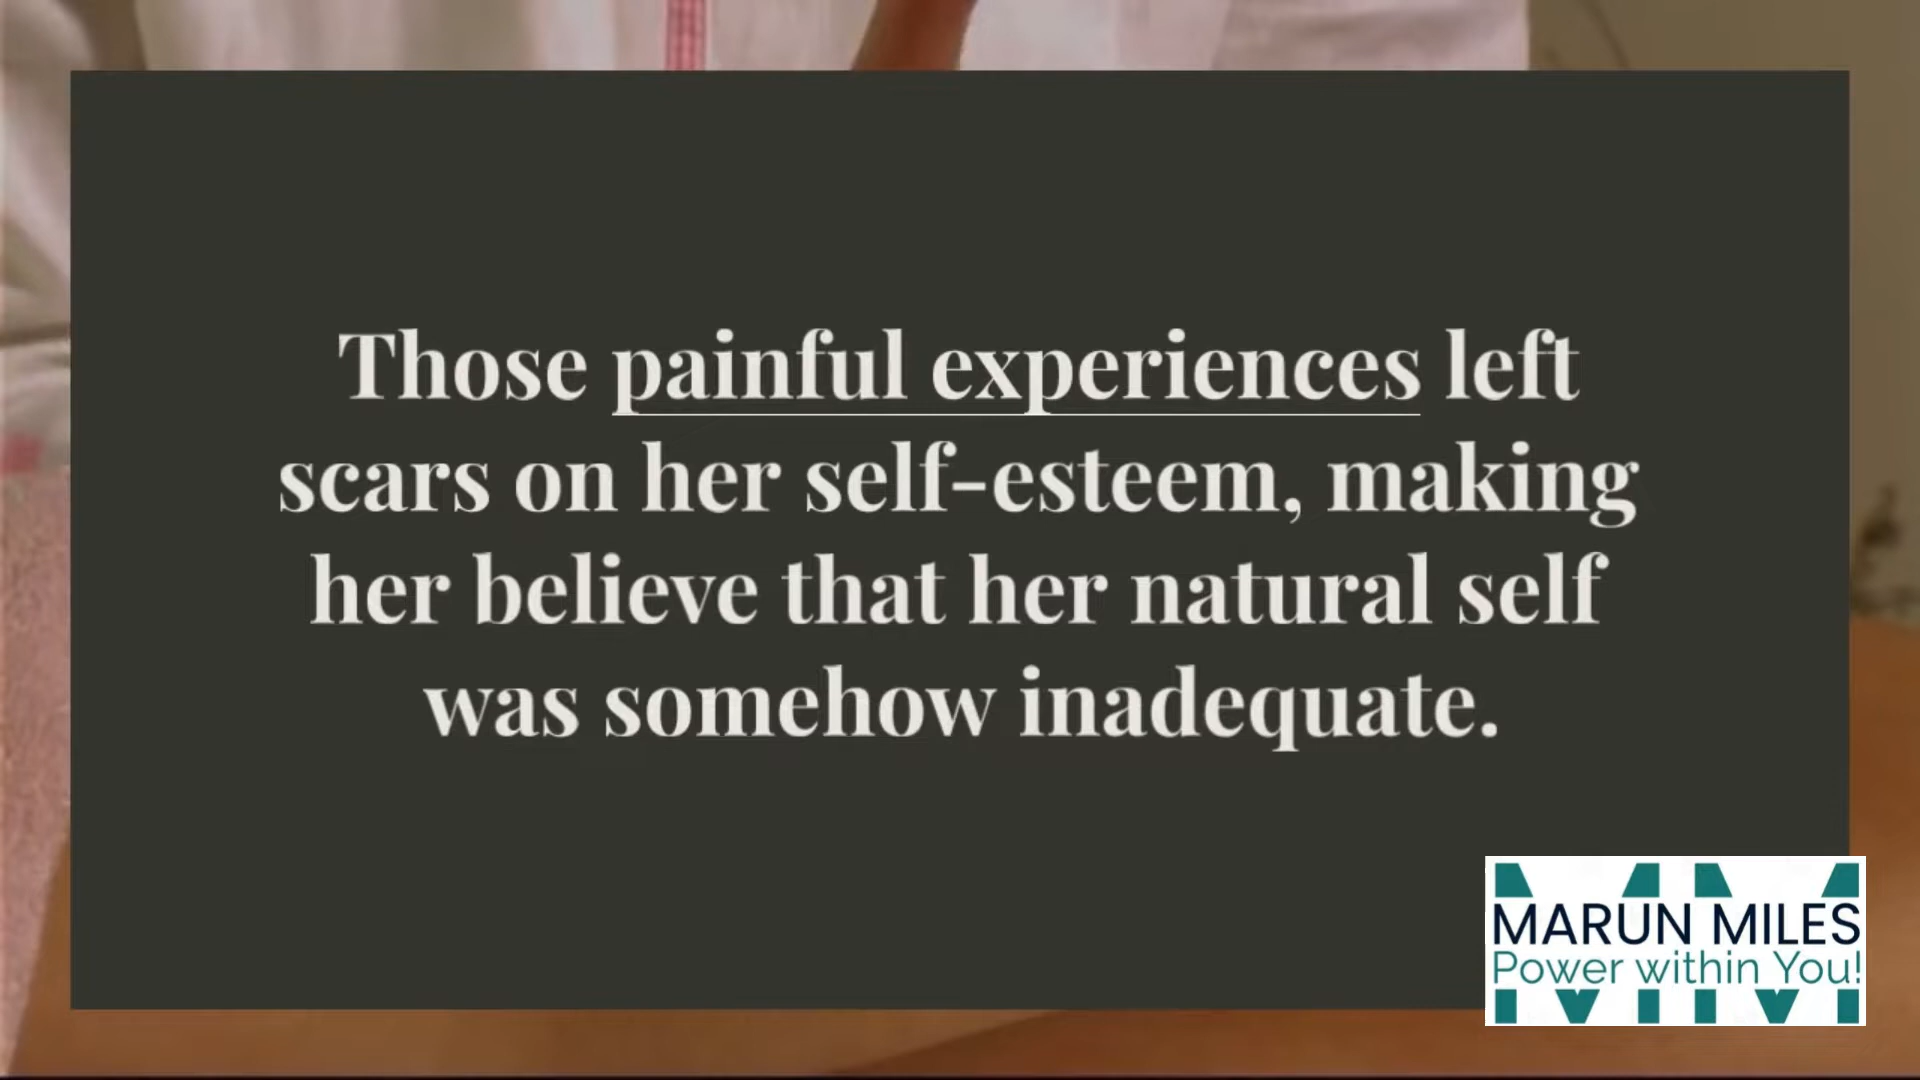 Those painful experiences left
scars on her self-esteem, making
her believe that her natural self
was somehow inadequate.
MARUN MILES
Power within You!